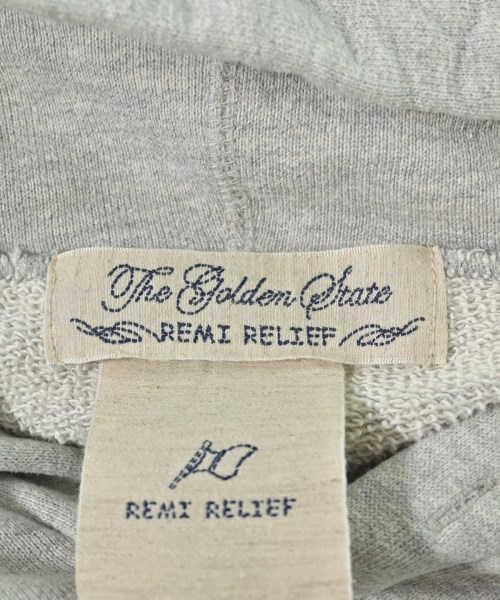 The Golden State
REMI RELIEF
REMI RELIEF